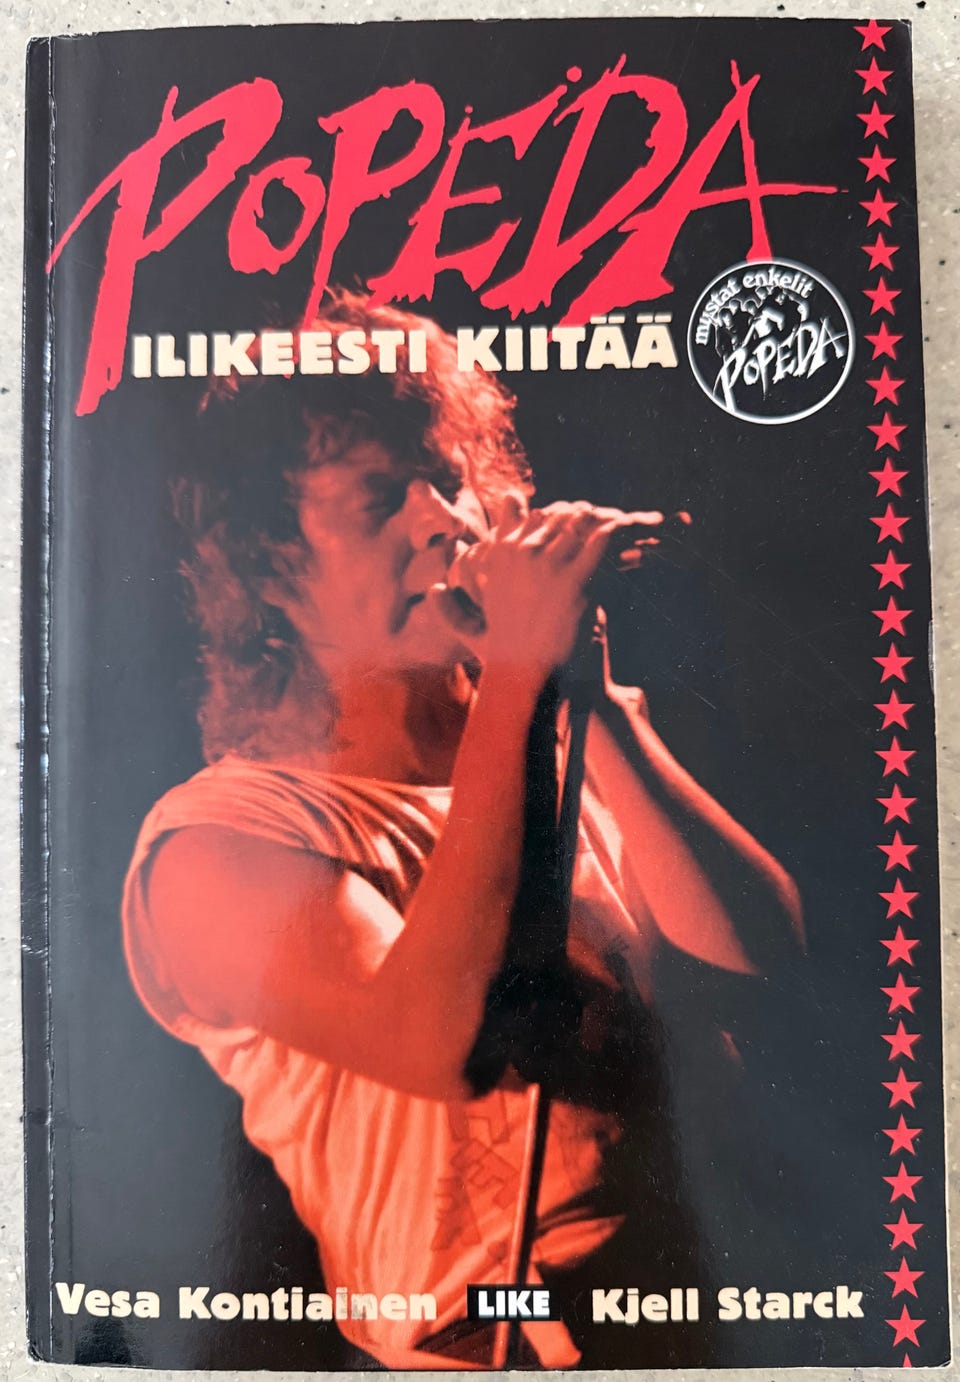 POPEDA
ILIKEESTI KIITÄÄ
mustat enkelit
POPEDA
Vesa Kontiainen
LIKE
Kjell Starck